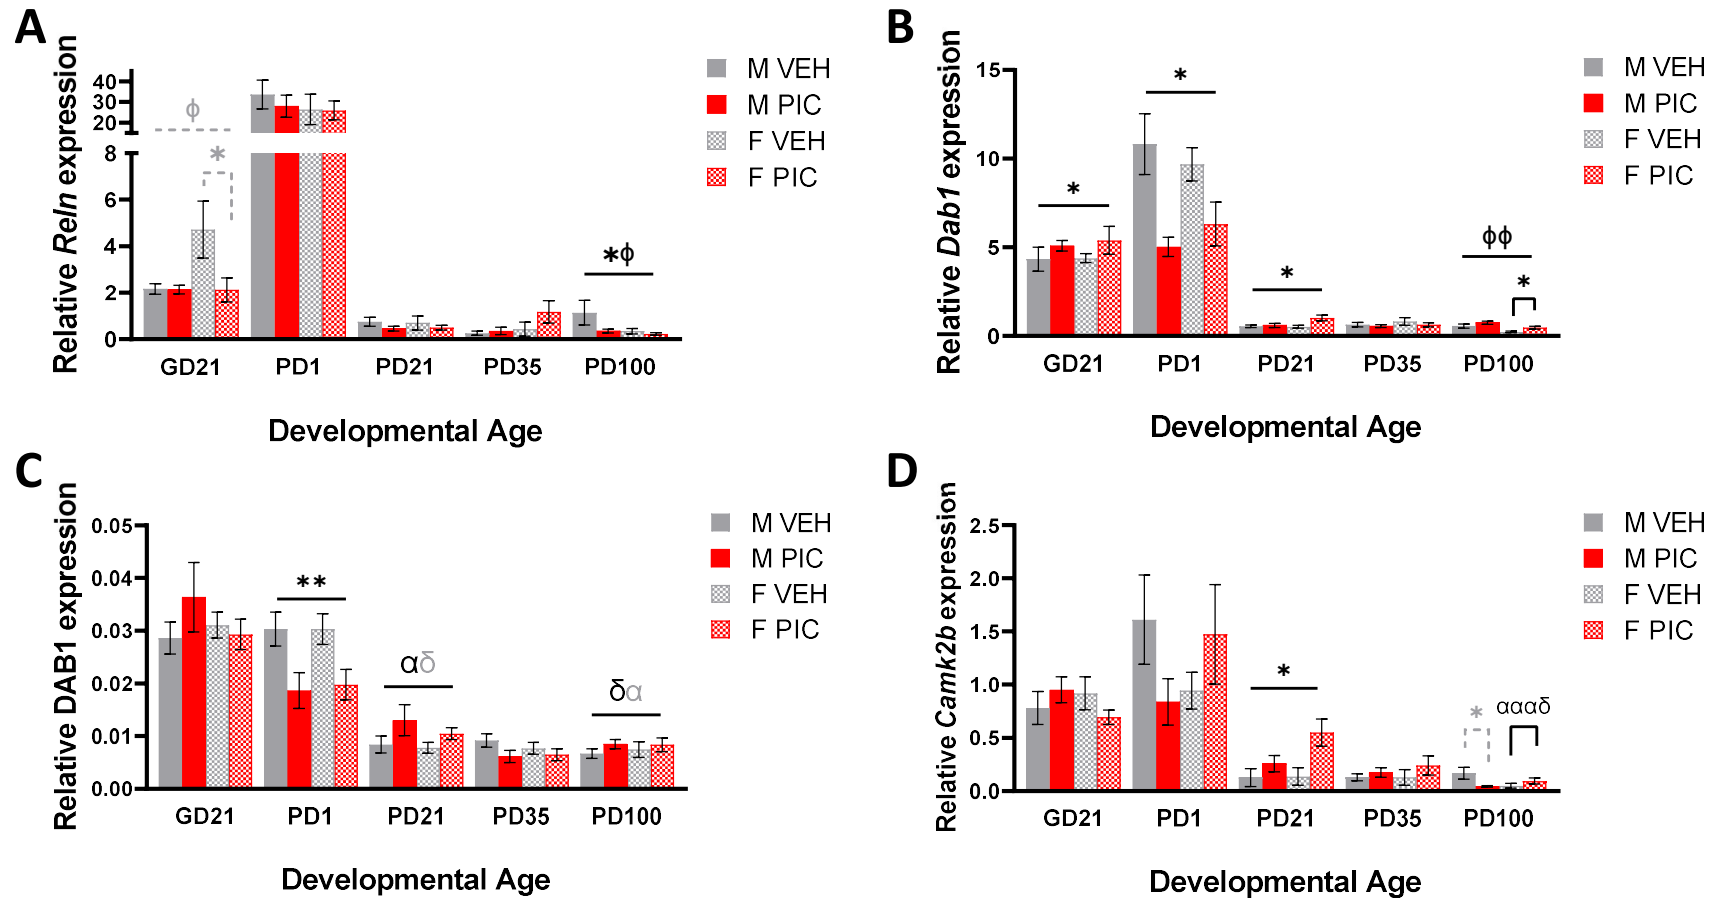 A
Relative Reln expression
40
30
20
8
6
4
2
0
ϕ
*
*ϕ
GD21 PD1 PD21 PD35 PD100
Developmental Age
M VEH
M PIC
F VEH
F PIC
B
Relative Dab1 expression
15
10
5
0
*
*
*
ϕϕ
*
GD21 PD1 PD21 PD35 PD100
Developmental Age
M VEH
M PIC
F VEH
F PIC
C
Relative DAB1 expression
0.05
0.04
0.03
0.02
0.01
0.00
**
αδ
δα
GD21 PD1 PD21 PD35 PD100
Developmental Age
M VEH
M PIC
F VEH
F PIC
D
Relative Camk2b expression
2.5
2.0
1.5
1.0
0.5
0.0
*
*
αααδ
GD21 PD1 PD21 PD35 PD100
Developmental Age
M VEH
M PIC
F VEH
F PIC